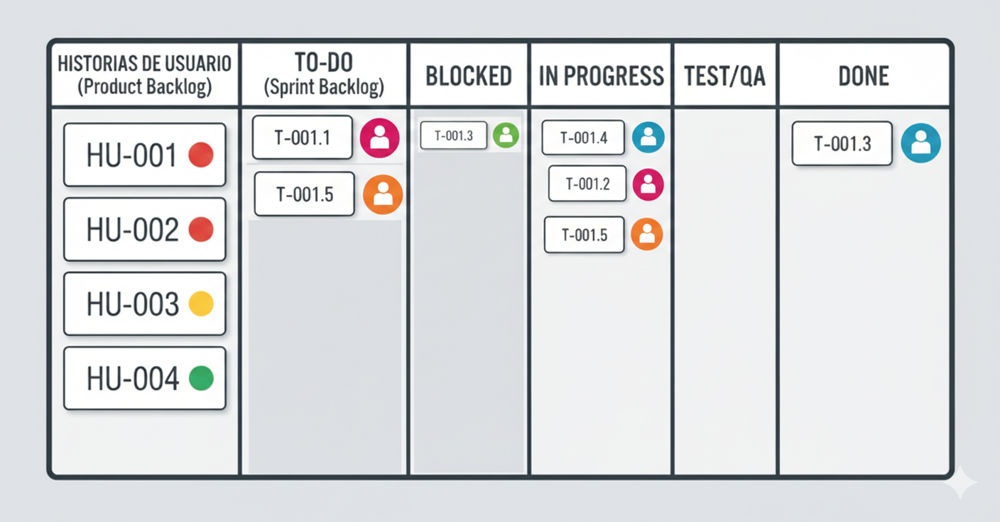 HISTORIAS DE USUARIO
(Product Backlog)
TO-DO
(Sprint Backlog)
BLOCKED
IN PROGRESS
TEST/QA
DONE
HU-001
HU-002
HU-003
HU-004
T-001.1
T-001.5
T-001.3
T-001.4
T-001.2
T-001.5
T-001.3